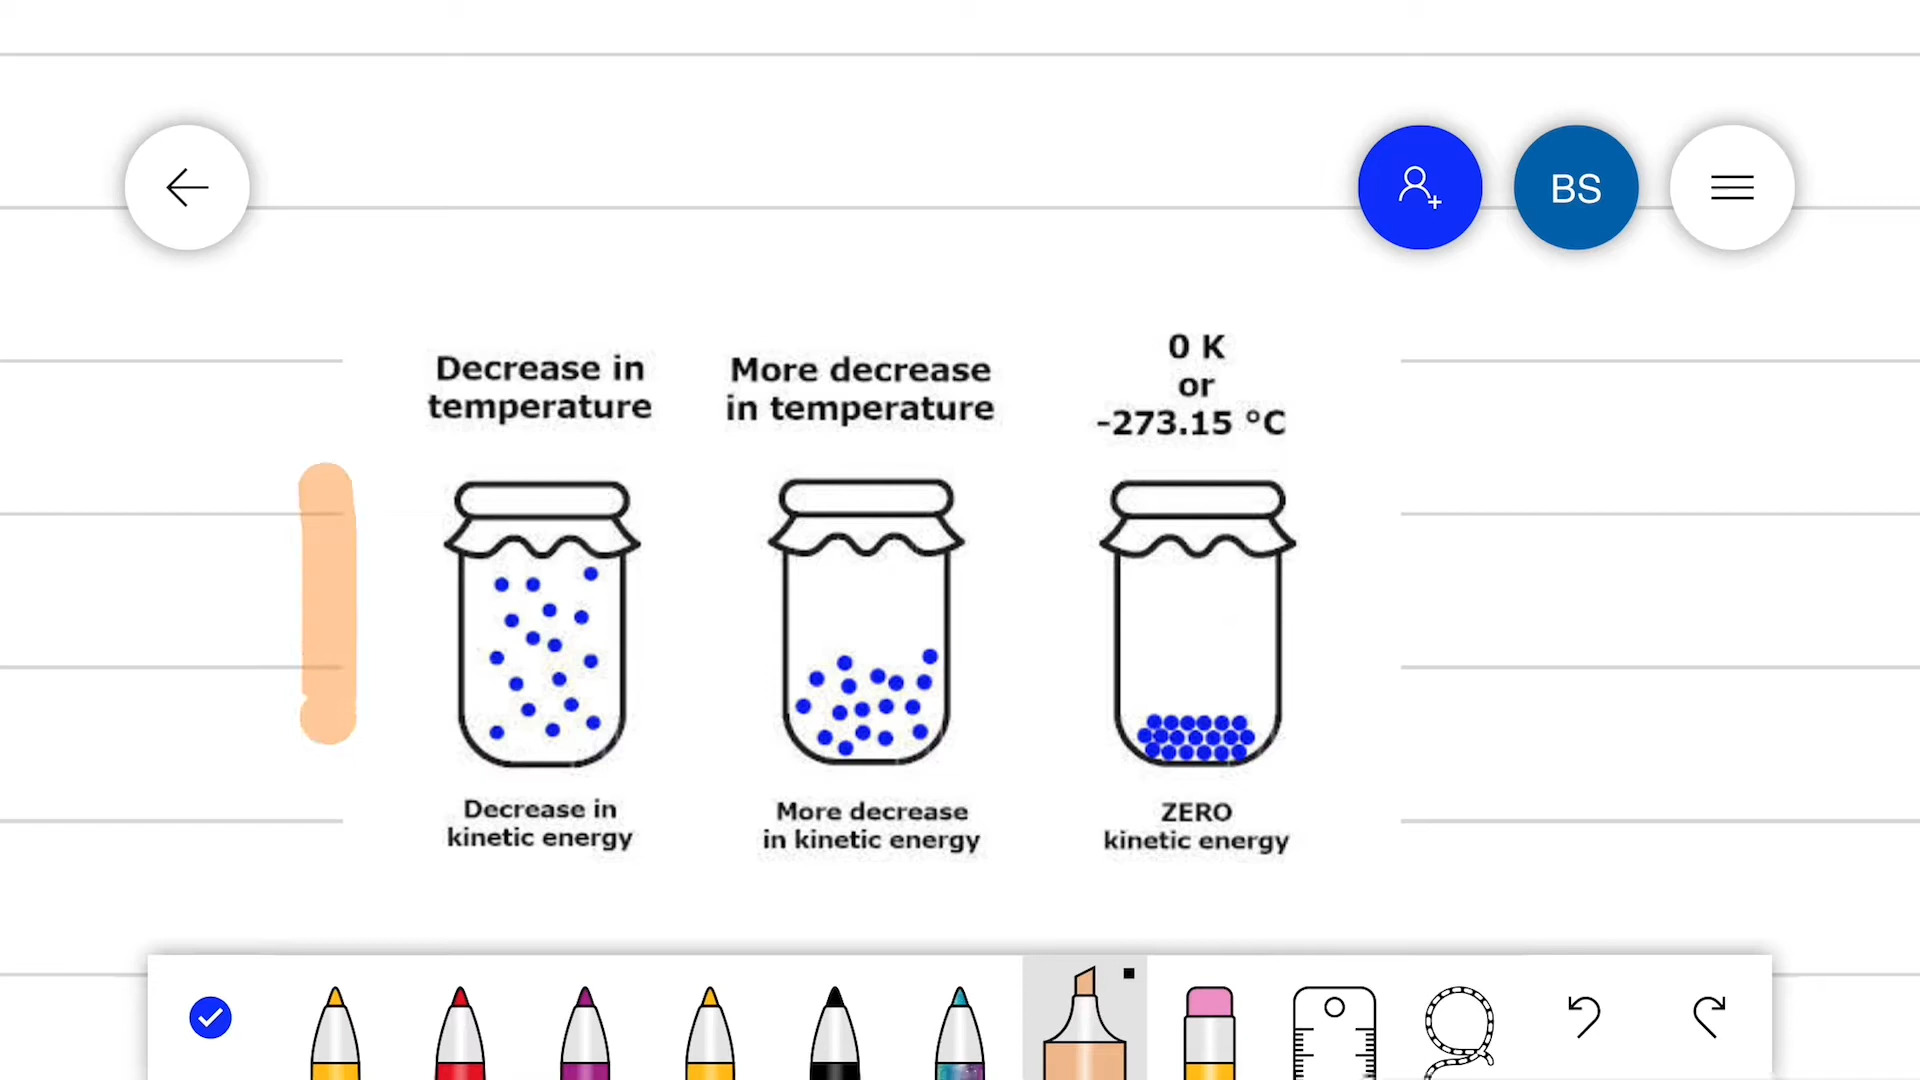 BS
Decrease in
temperature
More decrease
in temperature
0 K
or
-273.15 °C
Decrease in
kinetic energy
More decrease
in kinetic energy
ZERO
kinetic energy